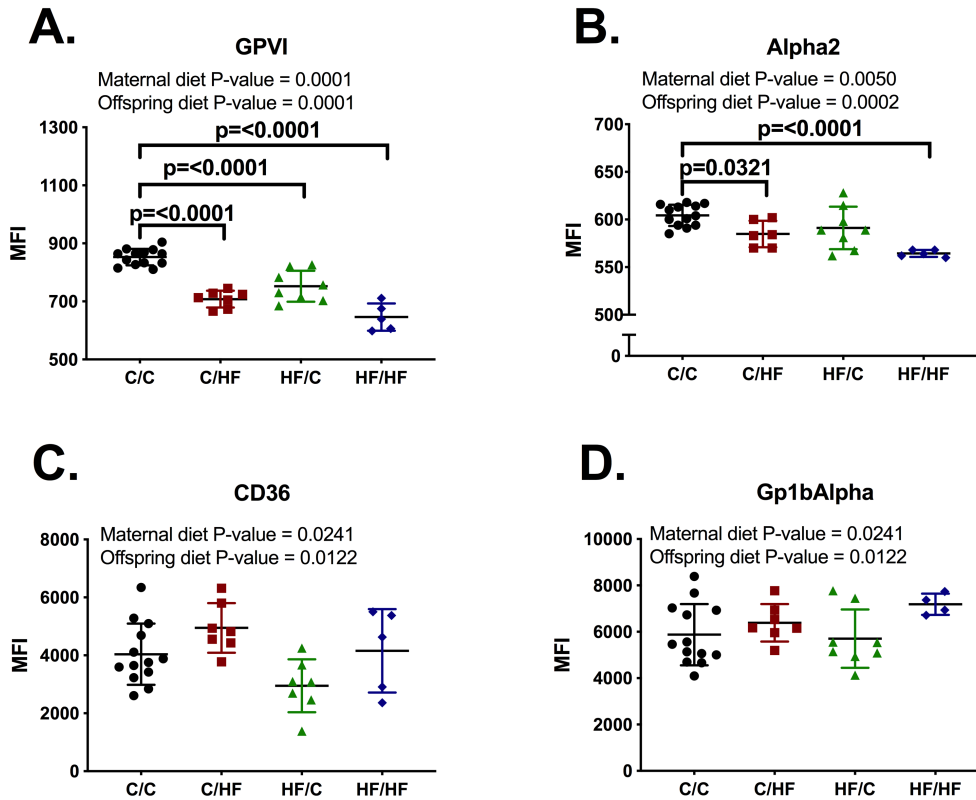 A.
GPVI
Maternal diet P-value = 0.0001
Offspring diet P-value = 0.0001
1300
1100
900
700
500
MFI
p=<0.0001
p=<0.0001
p=<0.0001
C/C
C/HF
HF/C
HF/HF
B.
Alpha2
Maternal diet P-value = 0.0050
Offspring diet P-value = 0.0002
700
650
600
550
500
0
MFI
p=<0.0001
p=0.0321
C/C
C/HF
HF/C
HF/HF
C.
CD36
Maternal diet P-value = 0.0241
Offspring diet P-value = 0.0122
8000
6000
4000
2000
0
MFI
C/C
C/HF
HF/C
HF/HF
D.
Gp1bAlpha
Maternal diet P-value = 0.0241
Offspring diet P-value = 0.0122
10000
8000
6000
4000
2000
0
MFI
C/C
C/HF
HF/C
HF/HF